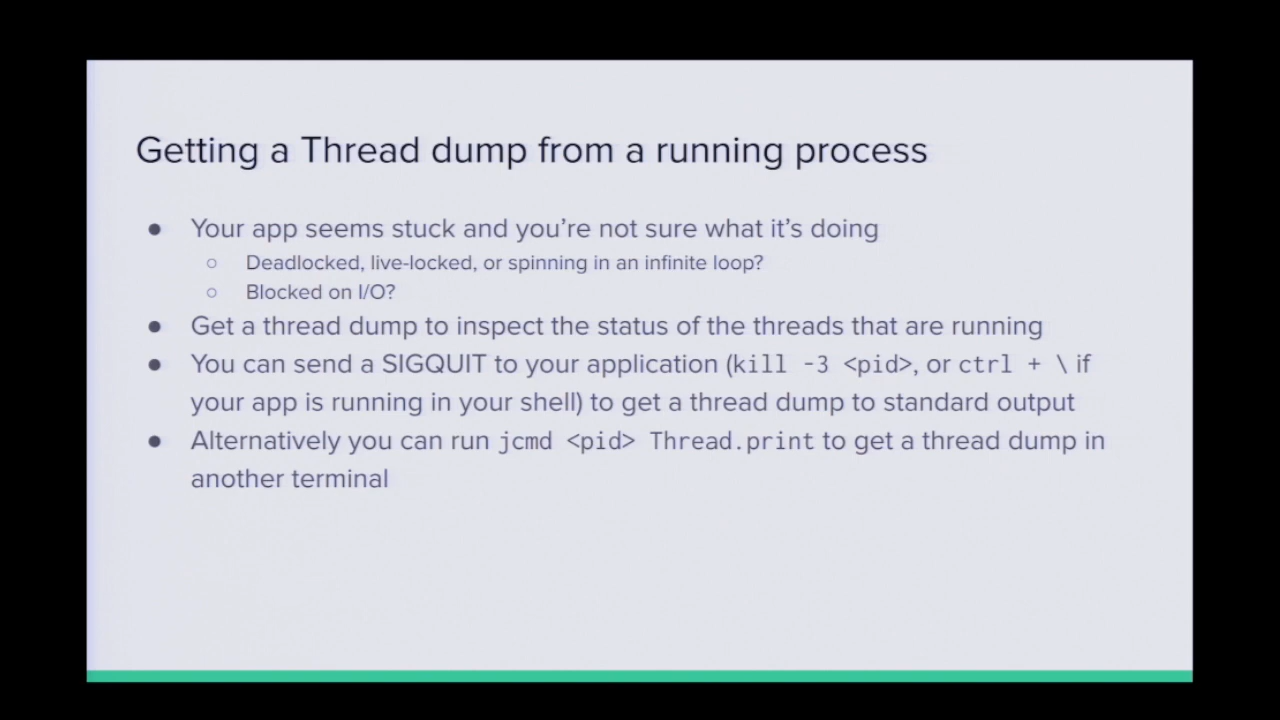 Getting a Thread dump from a running process
● Your app seems stuck and you’re not sure what it’s doing
○ Deadlocked, live-locked, or spinning in an infinite loop?
○ Blocked on I/O?
● Get a thread dump to inspect the status of the threads that are running
● You can send a SIGQUIT to your application (kill -3 <pid>, or ctrl + \ if
your app is running in your shell) to get a thread dump to standard output
● Alternatively you can run jcmd <pid> Thread.print to get a thread dump in
another terminal